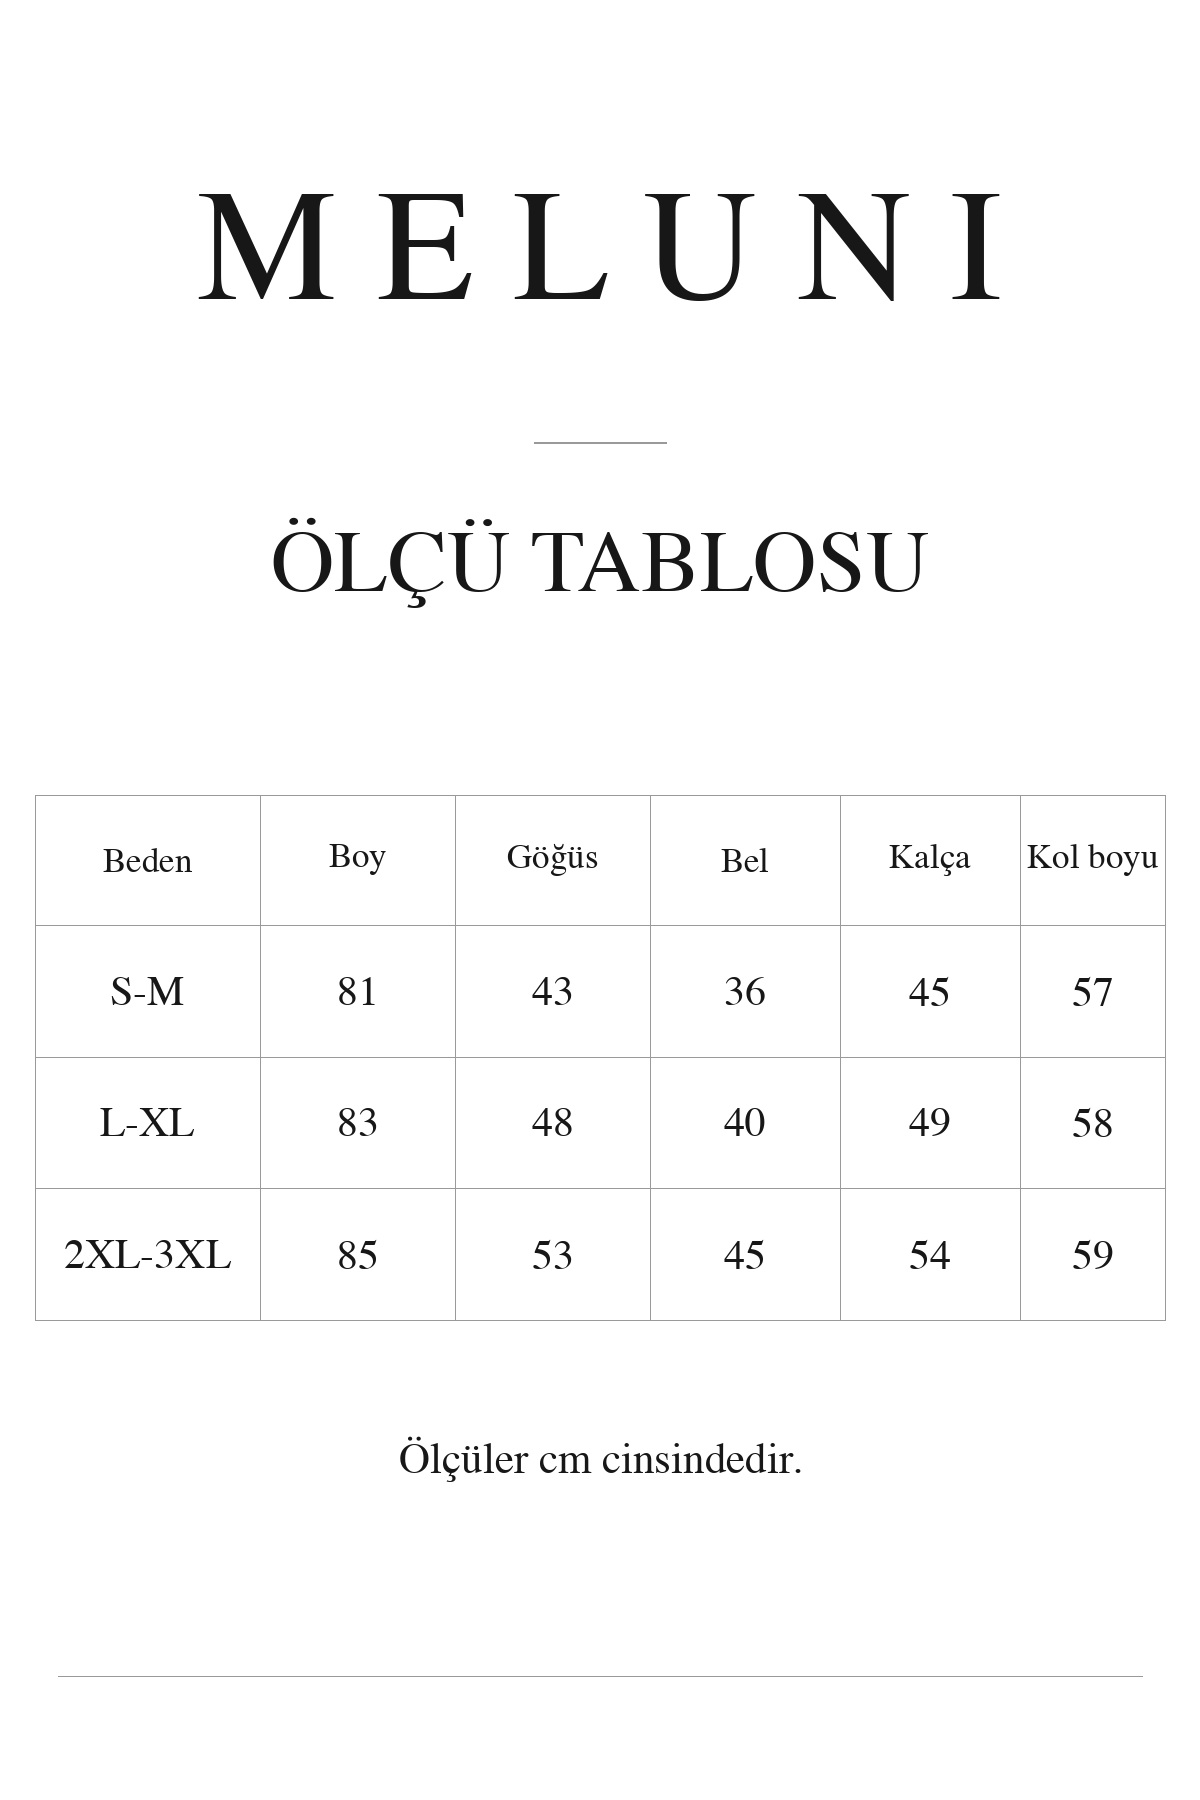 MELUNI
ÖLÇÜ TABLOSU
Beden Boy Göğüs Bel Kalça Kol boyu
S-M 81 43 36 45 57
L-XL 83 48 40 49 58
2XL-3XL 85 53 45 54 59
Ölçüler cm cinsindedir.